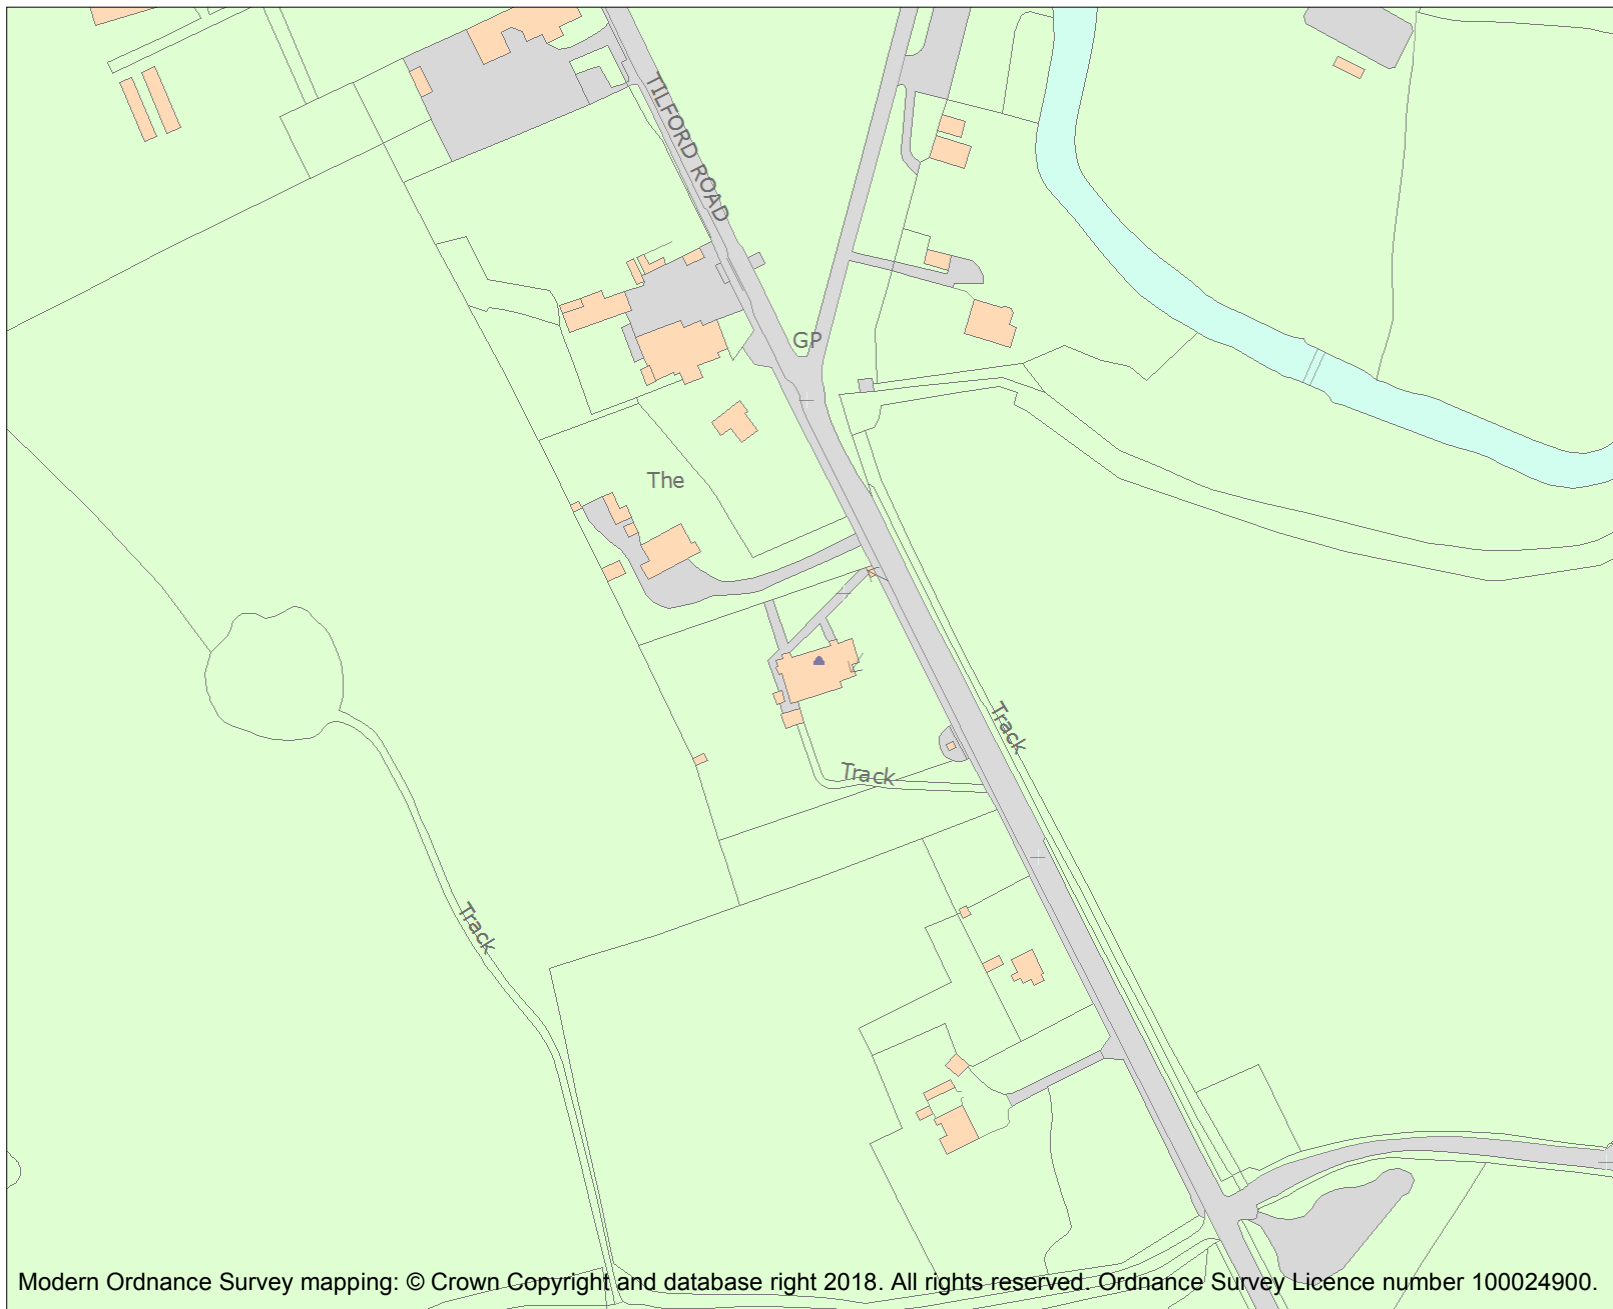 TILFORD ROAD
GP
The
Track
Track
Track
Modern Ordnance Survey mapping: © Crown Copyright and database right 2018. All rights reserved. Ordnance Survey Licence number 100024900.